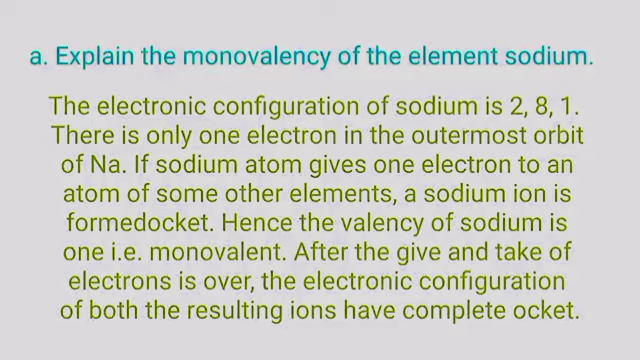 a. Explain the monovalency of the element sodium.
The electronic configuration of sodium is 2, 8, 1.
There is only one electron in the outermost orbit
of Na. If sodium atom gives one electron to an
atom of some other elements, a sodium ion is
formedocket. Hence the valency of sodium is
one i.e. monovalent. After the give and take of
electrons is over, the electronic configuration
of both the resulting ions have complete ocket.